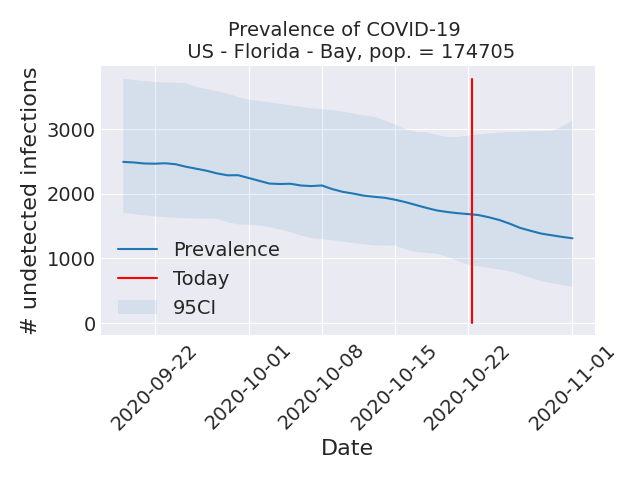 Prevalence of COVID-19
US - Florida - Bay, pop. = 174705
# undetected infections
3000
2000
1000
0
Prevalence
Today
95CI
2020-09-22
2020-10-01
2020-10-08
2020-10-15
2020-10-22
2020-11-01
Date